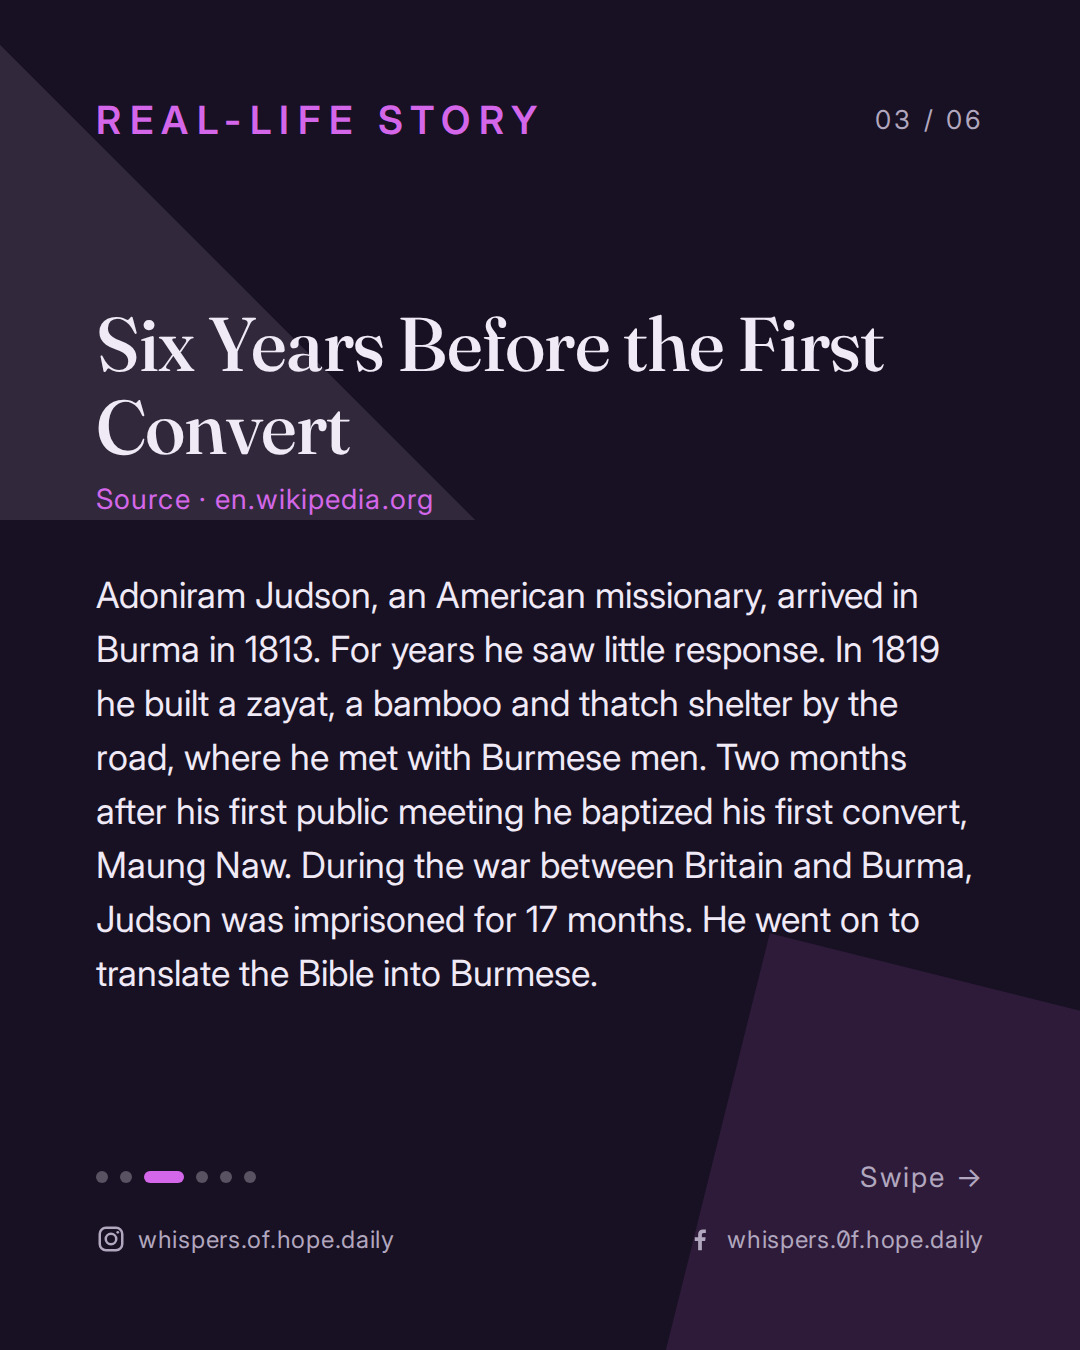 REAL-LIFE STORY
03 / 06
Six Years Before the First
Convert
Source · en.wikipedia.org
Adoniram Judson, an American missionary, arrived in
Burma in 1813. For years he saw little response. In 1819
he built a zayat, a bamboo and thatch shelter by the
road, where he met with Burmese men. Two months
after his first public meeting he baptized his first convert,
Maung Naw. During the war between Britain and Burma,
Judson was imprisoned for 17 months. He went on to
translate the Bible into Burmese.
Swipe →
whispers.of.hope.daily
whispers.0f.hope.daily